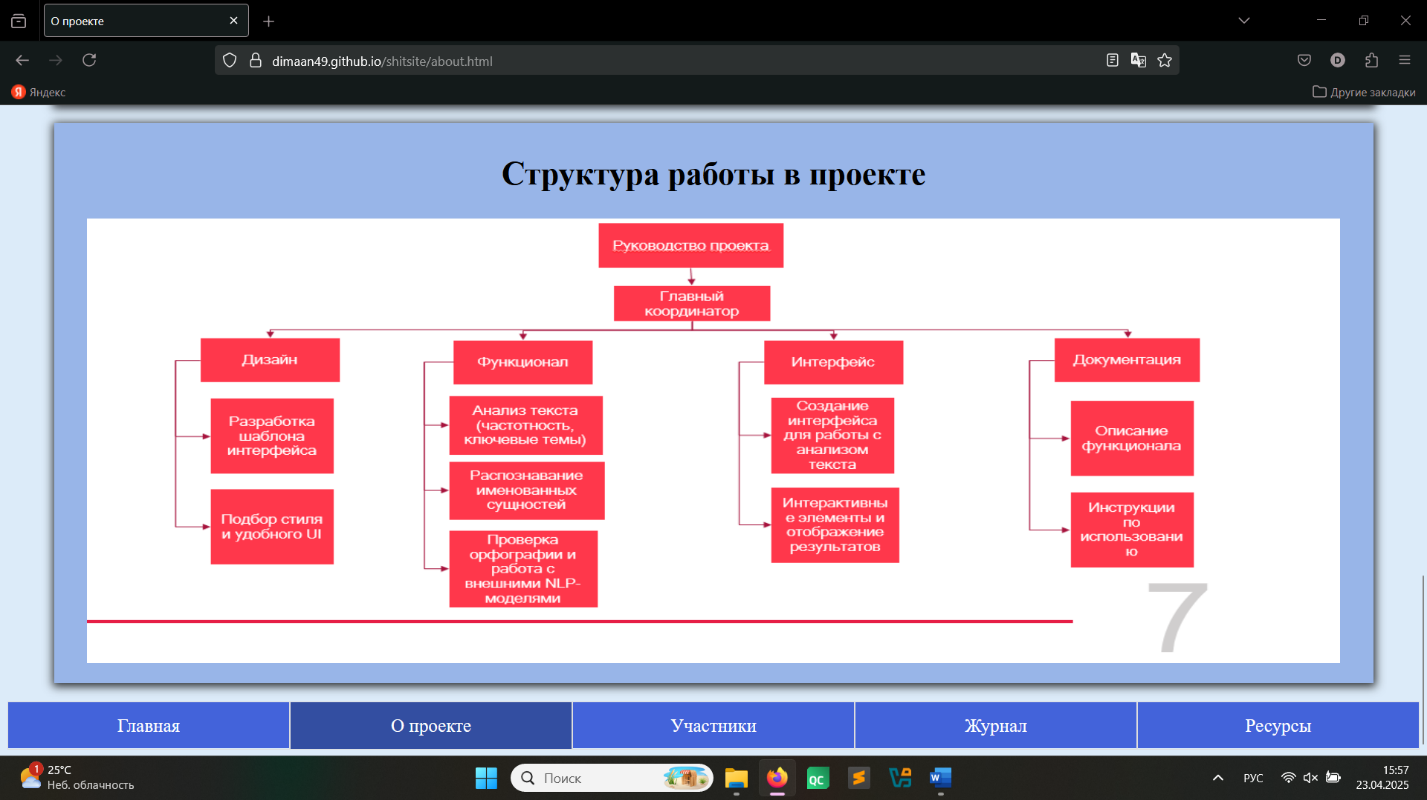 О проекте
dimaan49.github.io/shitsite/about.html
D
Я Яндекс
Другие закладки
Структура работы в проекте
Руководство проекта
Главный
координатор
Дизайн
Разработка
шаблона
интерфейса
Подбор стиля
и удобного UI
Функционал
Анализ текста
(частотность,
ключевые темы)
Распознавание
именованных
сущностей
Проверка
орфографии и
работа с
внешними NLP-
моделями
Интерфейс
Создание
интерфейса
для работы с
анализом
текста
Интерактивны
е элементы и
отображение
результатов
Документация
Описание
функционала
Инструкции
по
использовани
ю
7
Главная
О проекте
Участники
Журнал
Ресурсы
1
25°C
Неб. облачность
Поиск
QC
РУС
15:57
23.04.2025